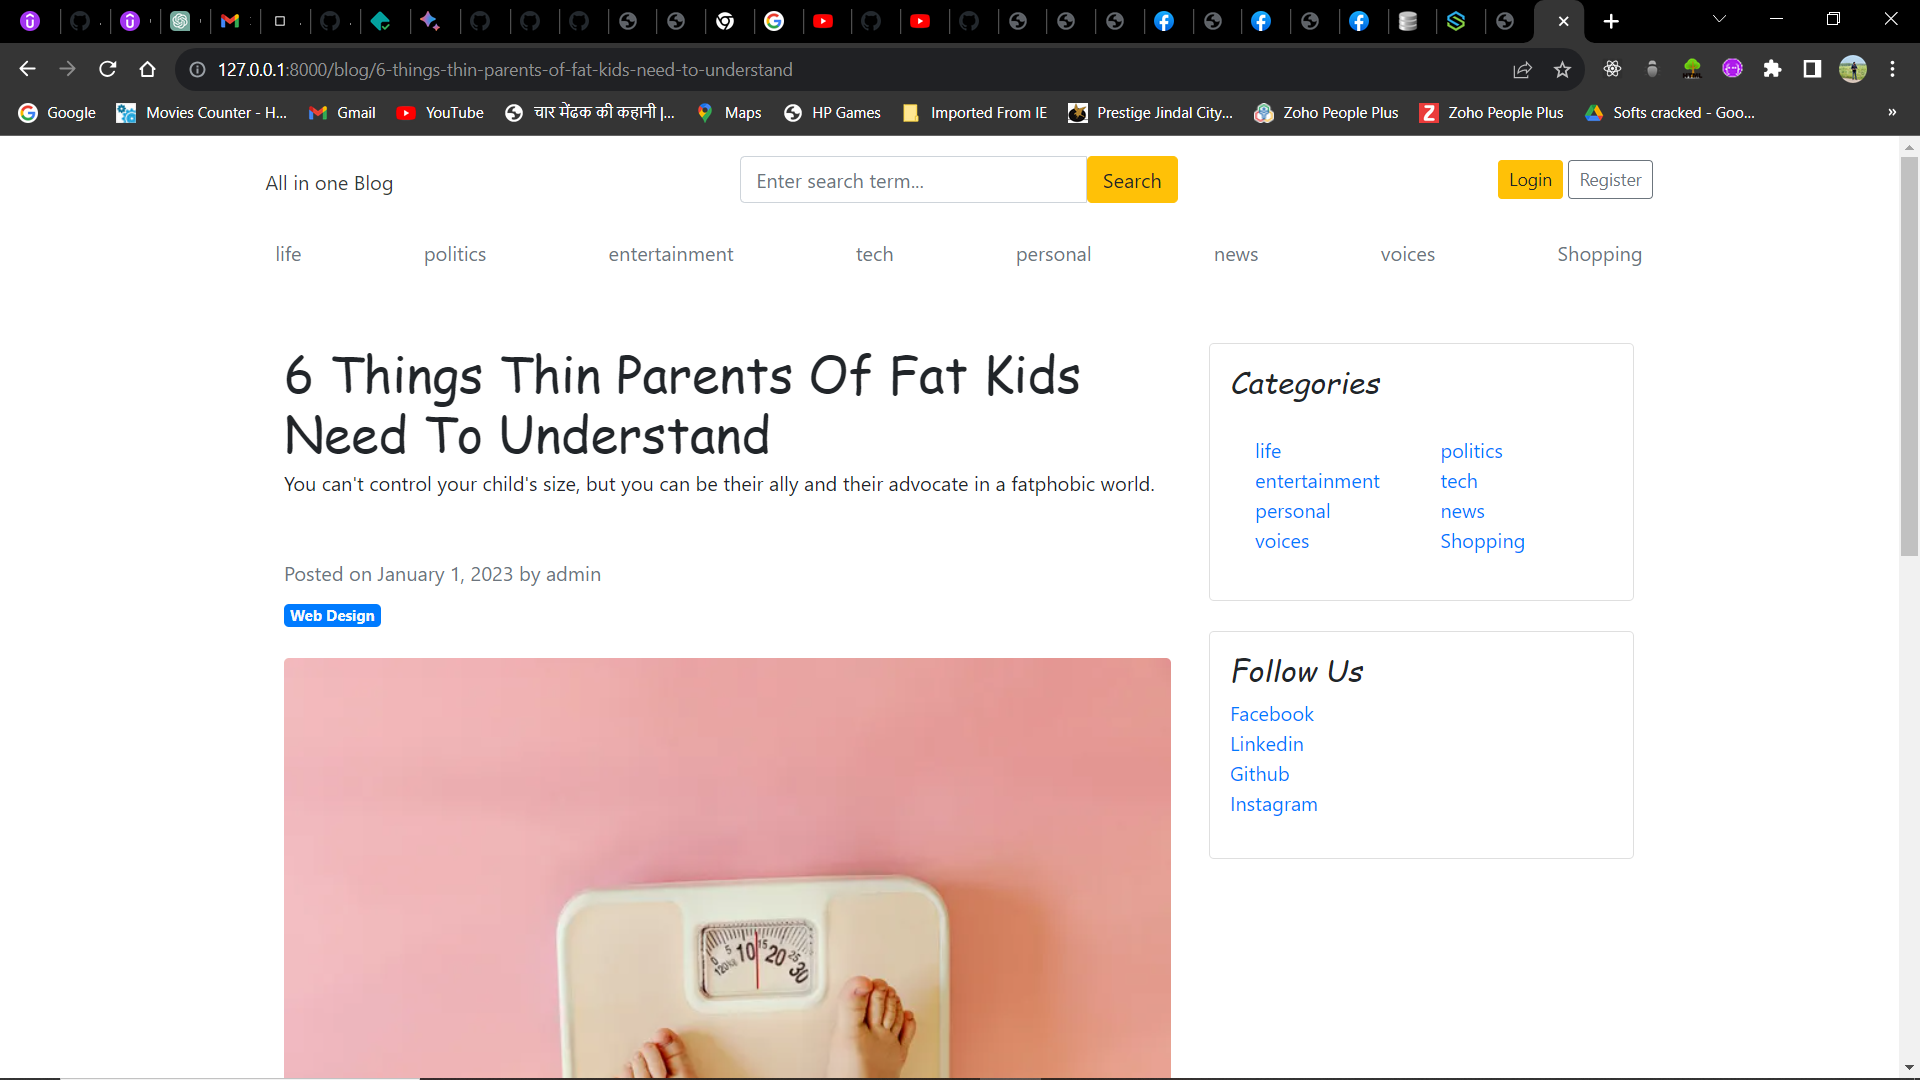 127.0.0.1:8000/blog/6-things-thin-parents-of-fat-kids-need-to-understand
Google
Movies Counter - H...
Gmail
YouTube
चार मेंढक की कहानी |...
Maps
HP Games
Imported From IE
Prestige Jindal City...
Zoho People Plus
Zoho People Plus
Softs cracked - Goo...
»
All in one Blog
Enter search term...
Search
Login
Register
life
politics
entertainment
tech
personal
news
voices
Shopping
6 Things Thin Parents Of Fat Kids
Need To Understand
You can't control your child's size, but you can be their ally and their advocate in a fatphobic world.
Posted on January 1, 2023 by admin
Web Design
120
0
5
10
15
20
25
30
Categories
life
politics
entertainment
tech
personal
news
voices
Shopping
Follow Us
Facebook
Linkedin
Github
Instagram